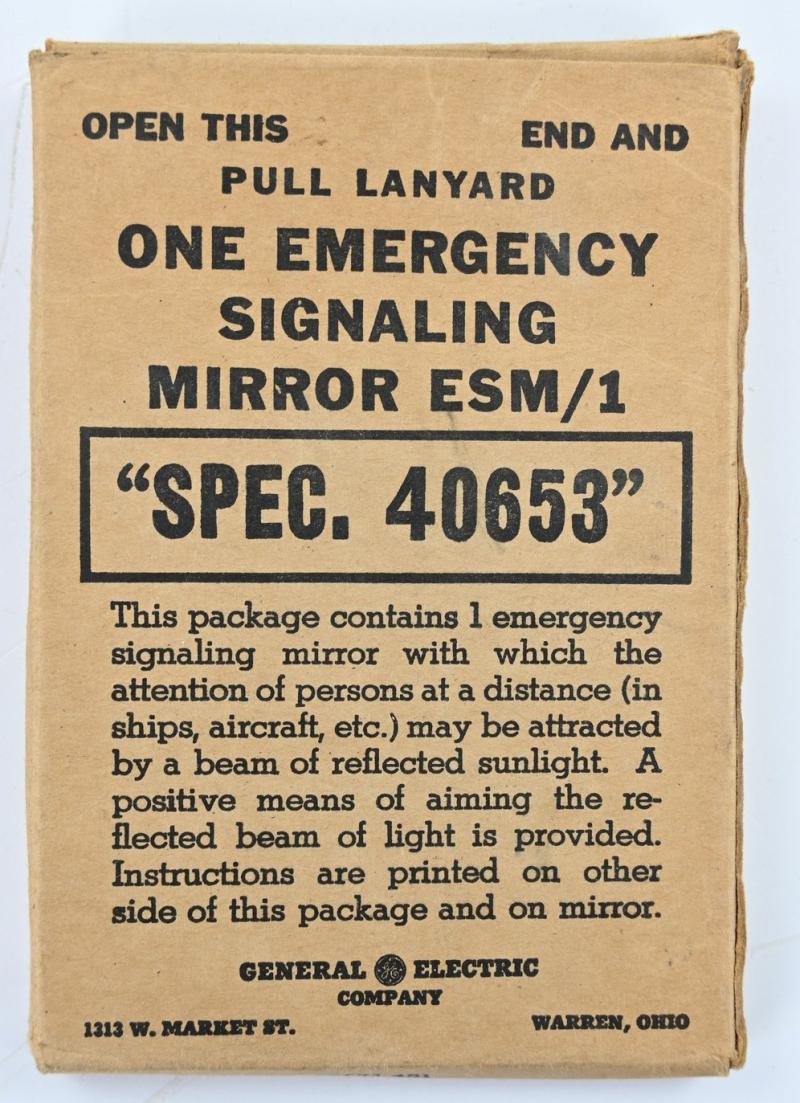 OPEN THIS END AND
PULL LANYARD
ONE EMERGENCY
SIGNALING
MIRROR ESM/1
“SPEC. 40653”
This package contains 1 emergency
signaling mirror with which the
attention of persons at a distance (in
ships, aircraft, etc.) may be attracted
by a beam of reflected sunlight. A
positive means of aiming the re-
flected beam of light is provided.
Instructions are printed on other
side of this package and on mirror.
GENERAL GE ELECTRIC
COMPANY
1313 W. MARKET ST. WARREN, OHIO